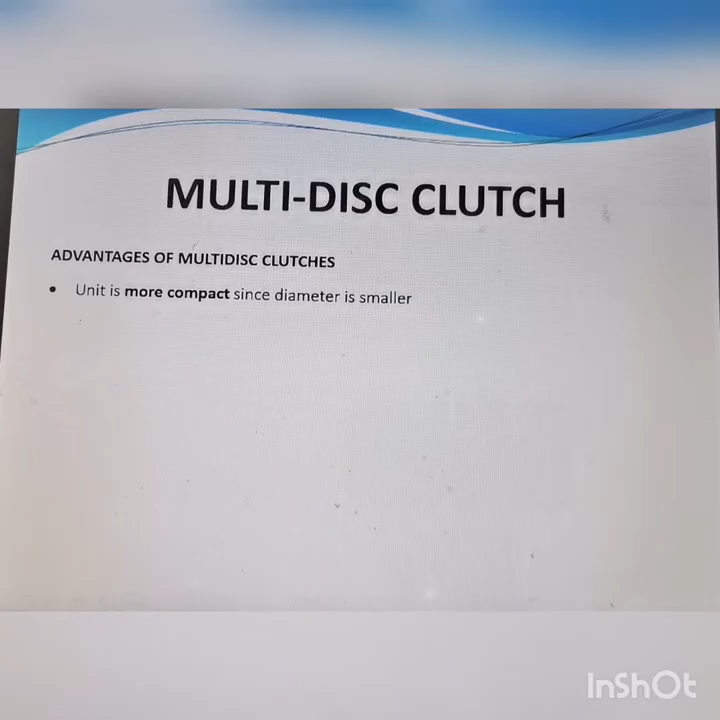 MULTI-DISC CLUTCH
ADVANTAGES OF MULTIDISC CLUTCHES
• Unit is more compact since diameter is smaller
InShOt